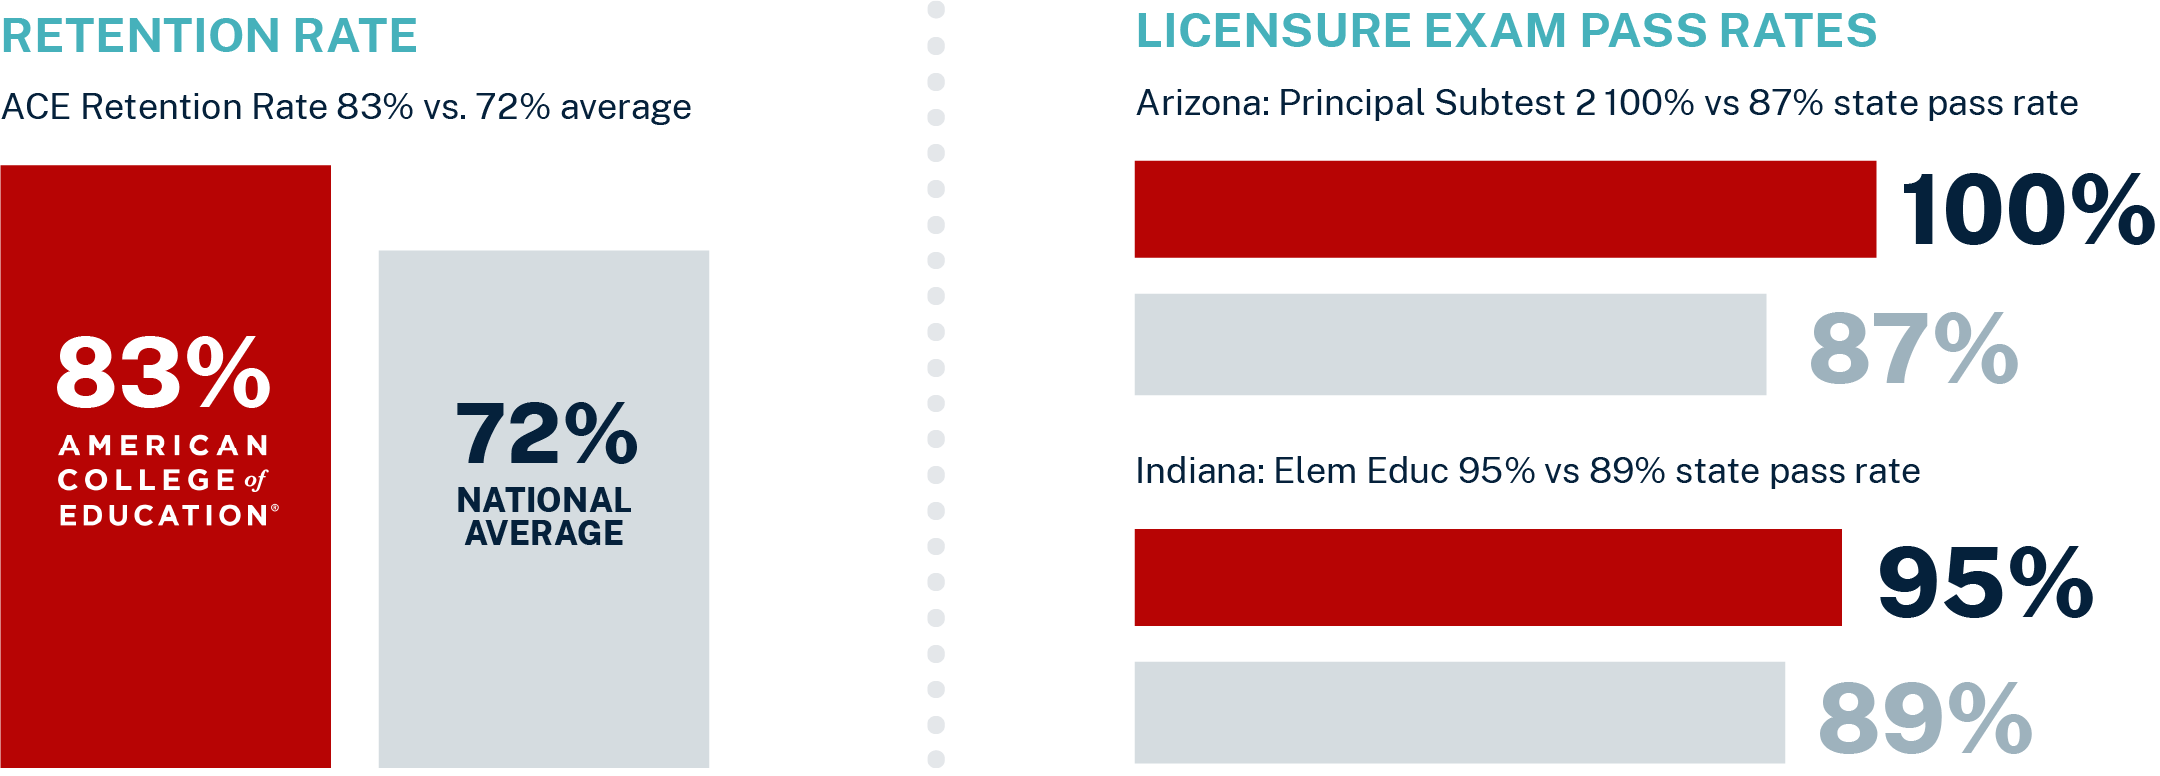 RETENTION RATE
ACE Retention Rate 83% vs. 72% average
83%
AMERICAN
COLLEGE of
EDUCATION®
72%
NATIONAL
AVERAGE
LICENSURE EXAM PASS RATES
Arizona: Principal Subtest 2 100% vs 87% state pass rate
100%
87%
Indiana: Elem Educ 95% vs 89% state pass rate
95%
89%